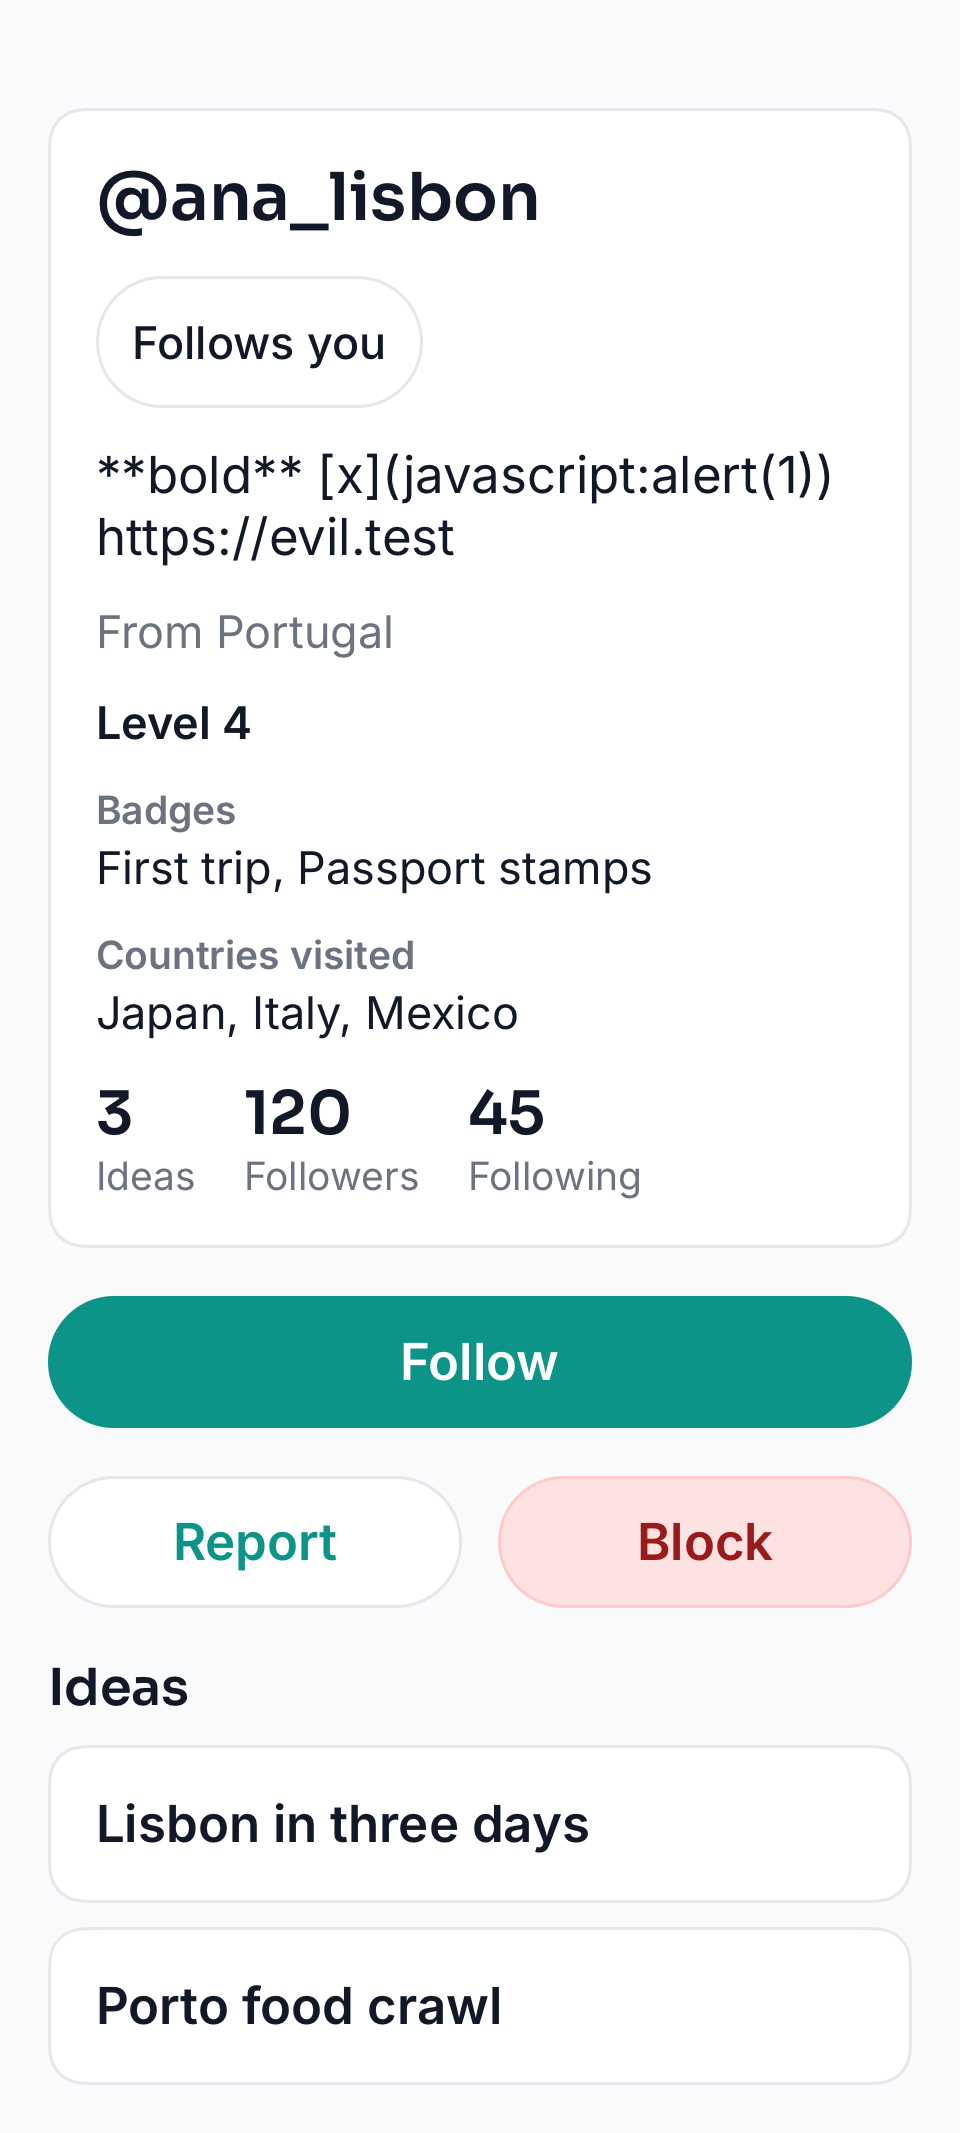 @ana_lisbon
Follows you
**bold** [x](javascript:alert(1))
https://evil.test
From Portugal
Level 4
Badges
First trip, Passport stamps
Countries visited
Japan, Italy, Mexico
3 120 45
Ideas Followers Following
Follow
Report Block
Ideas
Lisbon in three days
Porto food crawl